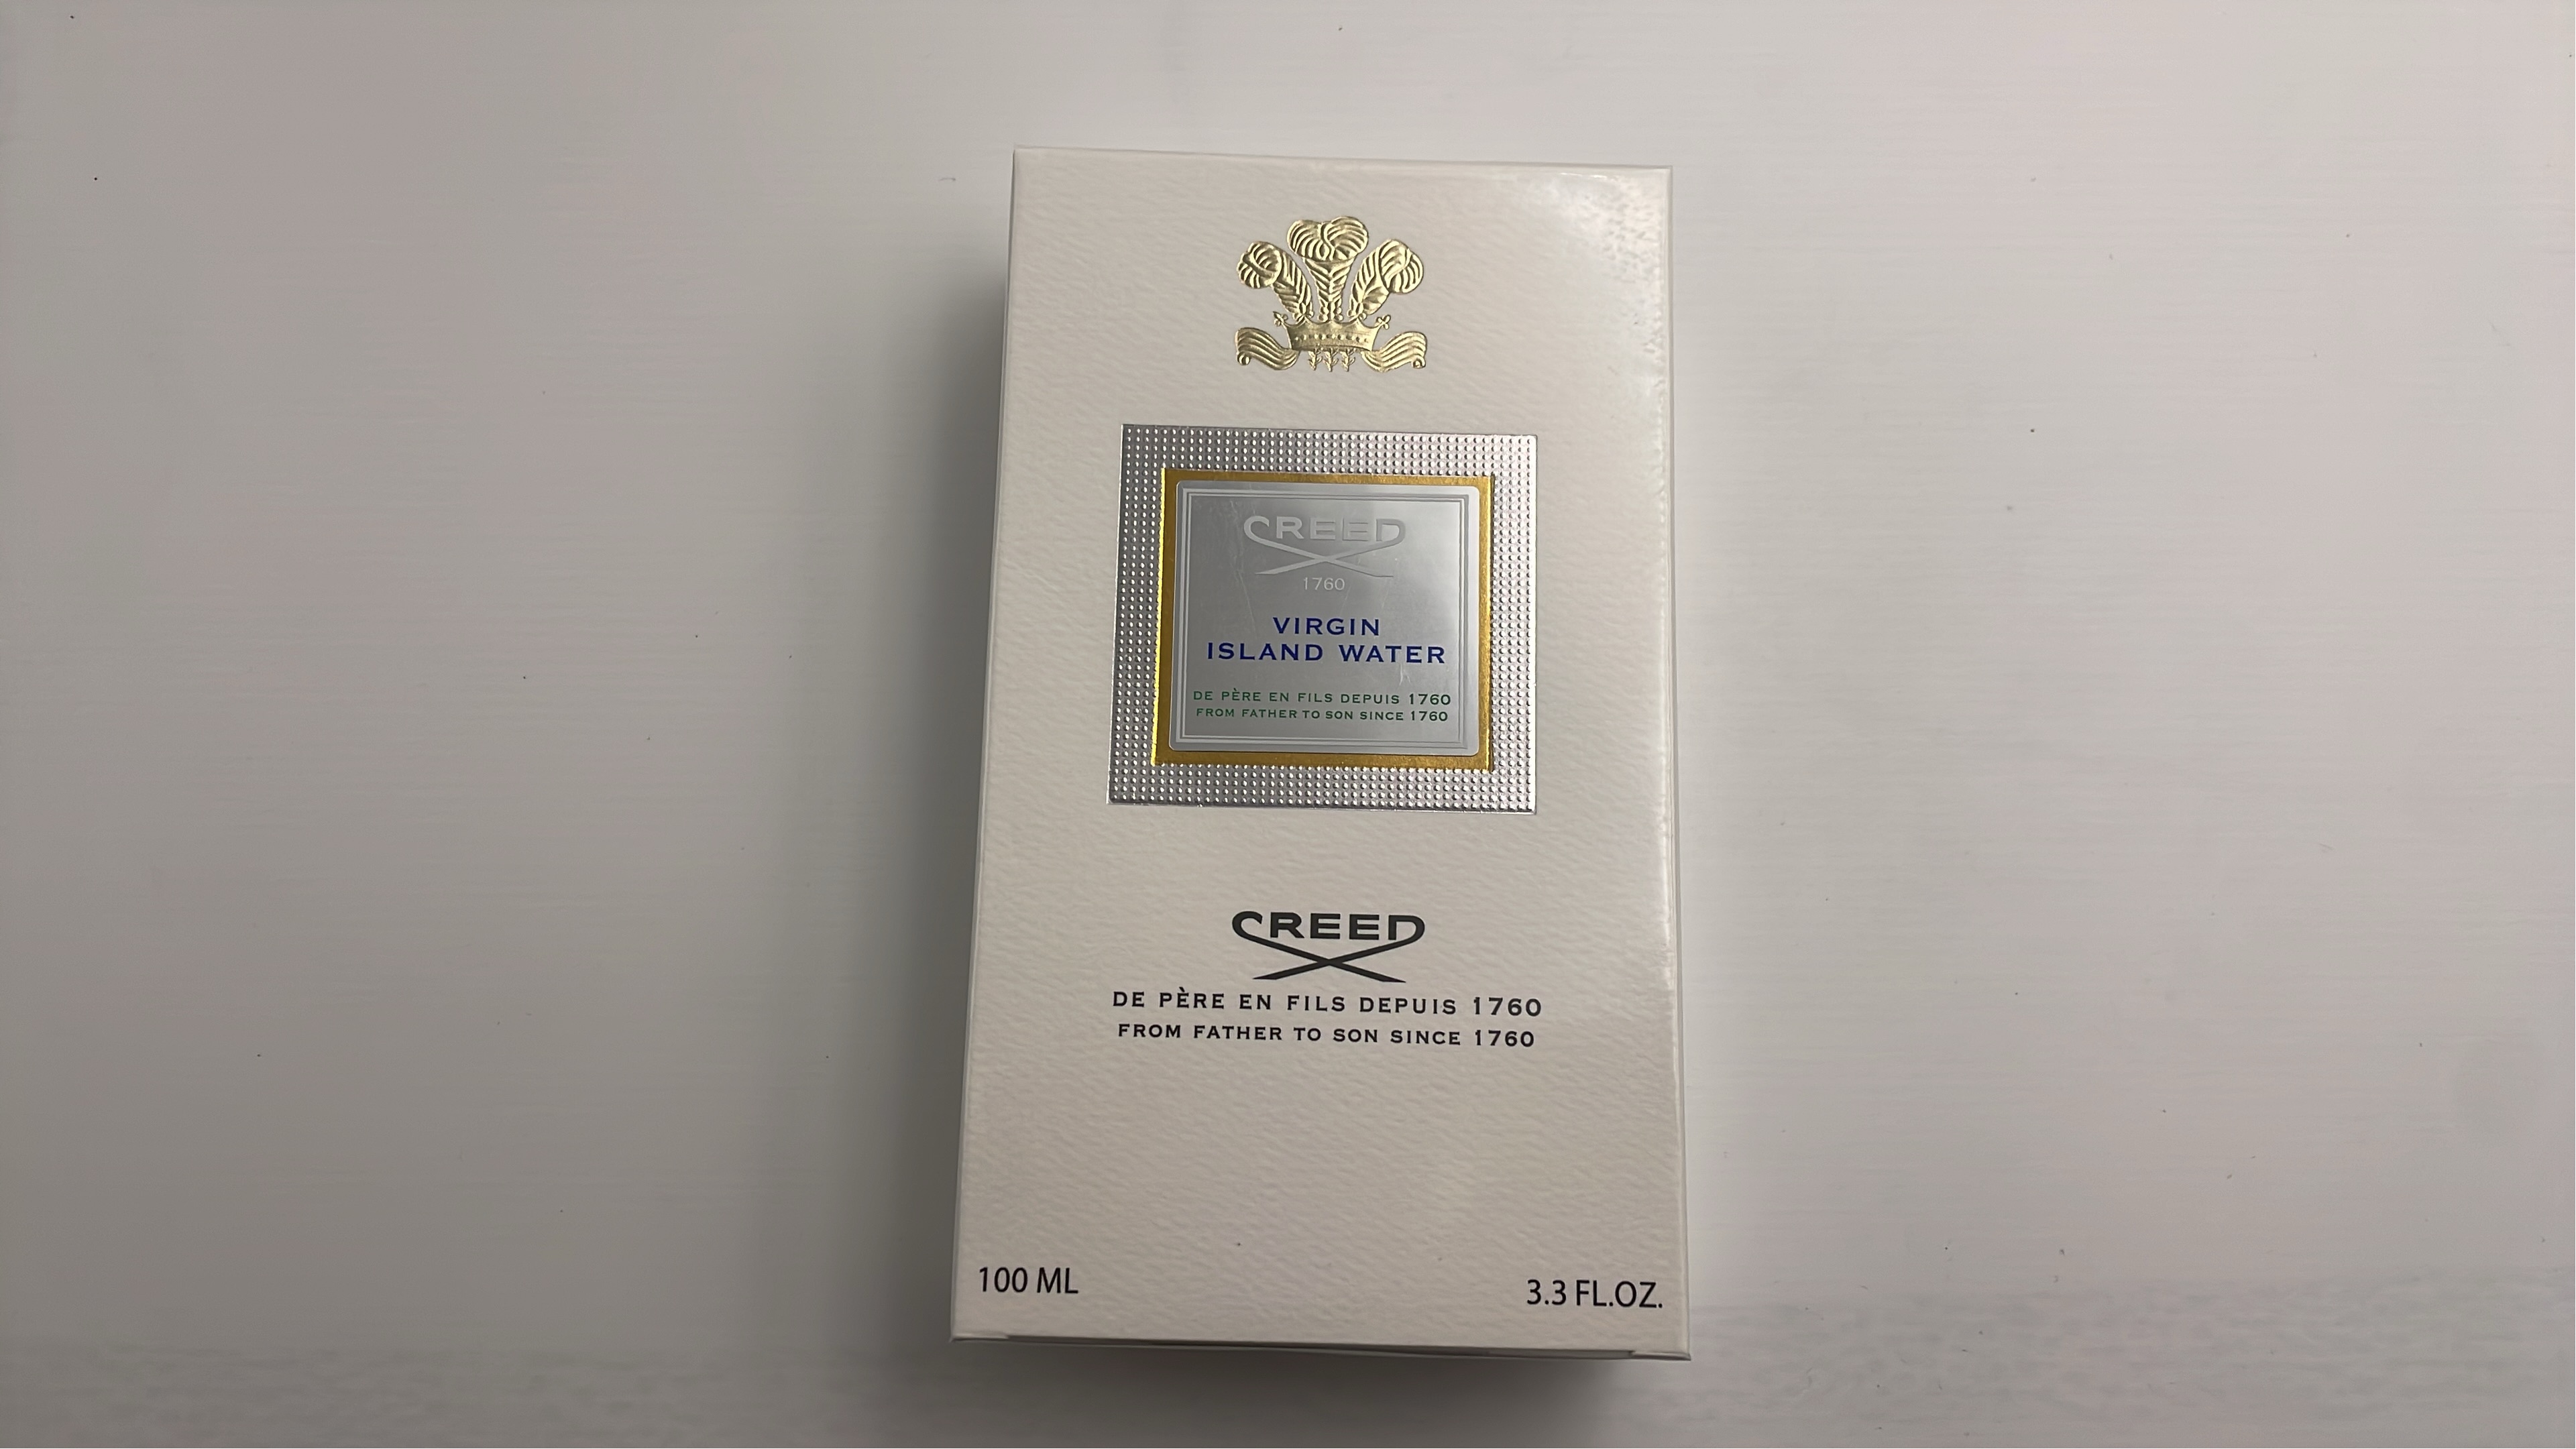 CREED
1760
VIRGIN
ISLAND WATER
DE PÈRE EN FILS DEPUIS 1760
FROM FATHER TO SON SINCE 1760
CREED
DE PÈRE EN FILS DEPUIS 1760
FROM FATHER TO SON SINCE 1760
100 ML
3.3 FL.OZ.